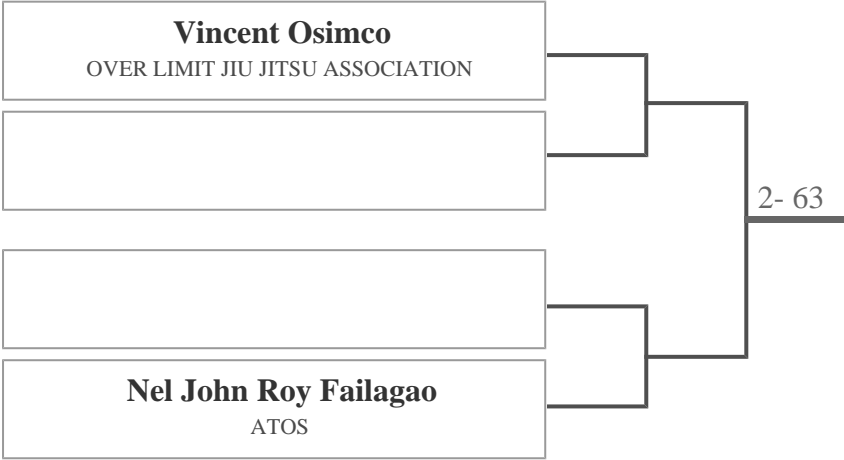 Vincent Osimco
OVER LIMIT JIU JITSU ASSOCIATION
2- 63
Nel John Roy Failagao
ATOS